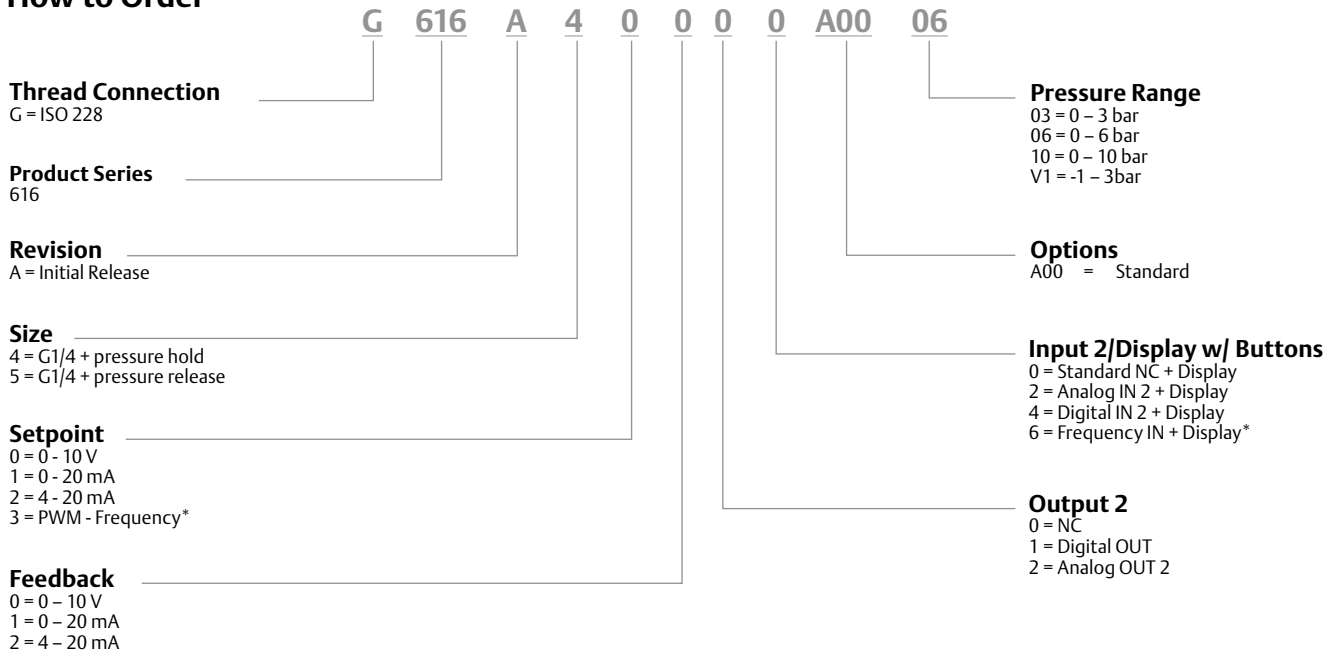 How to Order
G 616 A 4 0 0 0 0 A00 06
Thread Connection
G = ISO 228
Product Series
616
Revision
A = Initial Release
Size
4 = G1/4 + pressure hold
5 = G1/4 + pressure release
Setpoint
0 = 0 - 10 V
1 = 0 - 20 mA
2 = 4 - 20 mA
3 = PWM - Frequency*
Feedback
0 = 0 – 10 V
1 = 0 – 20 mA
2 = 4 – 20 mA
Pressure Range
03 = 0 – 3 bar
06 = 0 – 6 bar
10 = 0 – 10 bar
V1 = -1 – 3bar
Options
A00 = Standard
Input 2/Display w/ Buttons
0 = Standard NC + Display
2 = Analog IN 2 + Display
4 = Digital IN 2 + Display
6 = Frequency IN + Display*
Output 2
0 = NC
1 = Digital OUT
2 = Analog OUT 2